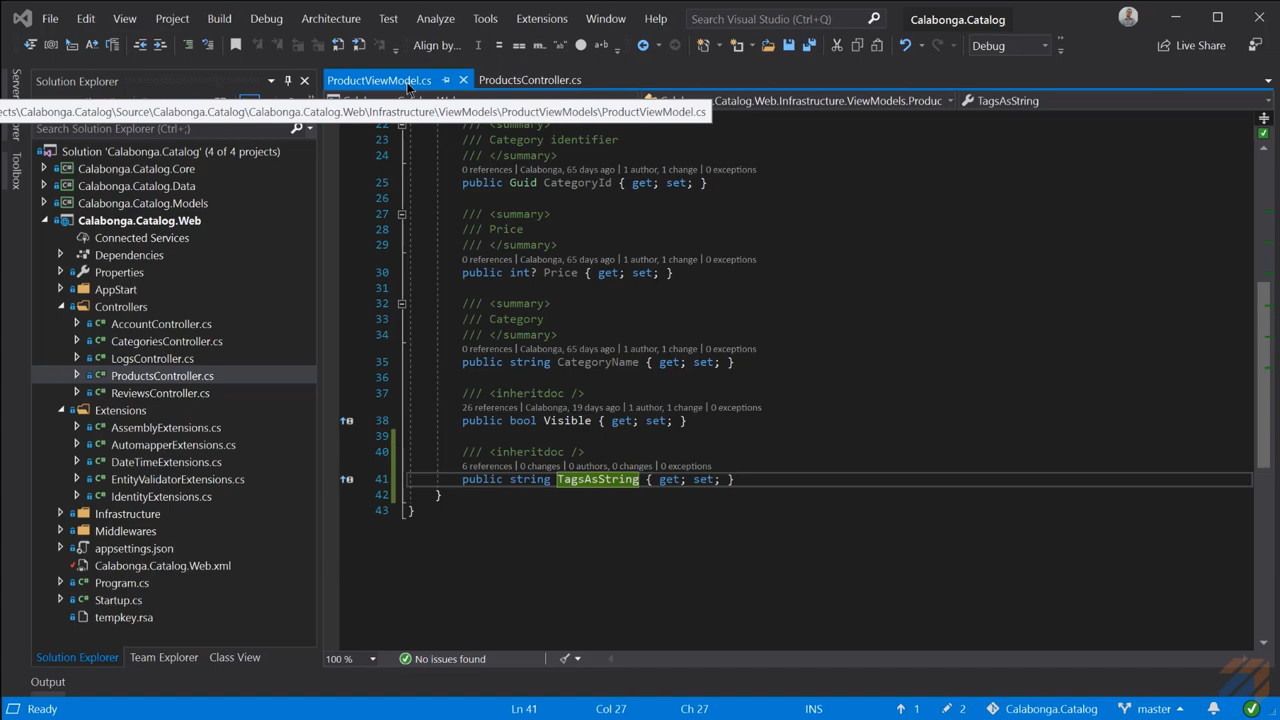 File Edit View Project Build Debug Architecture Test Analyze Tools Extensions Window Help Search Visual Studio (Ctrl+Q) Calabonga.Catalog
Align by... Debug Live Share
Server
Explorer
Toolbox
Solution Explorer
Search Solution Explorer (Ctrl+;)
Solution 'Calabonga.Catalog' (4 of 4 projects)
Calabonga.Catalog.Core
Calabonga.Catalog.Data
Calabonga.Catalog.Models
Calabonga.Catalog.Web
Connected Services
Dependencies
Properties
AppStart
Controllers
AccountController.cs
CategoriesController.cs
LogsController.cs
ProductsController.cs
ReviewsController.cs
Extensions
AssemblyExtensions.cs
AutomapperExtensions.cs
DateTimeExtensions.cs
EntityValidatorExtensions.cs
IdentityExtensions.cs
Infrastructure
Middlewares
appsettings.json
Calabonga.Catalog.Web.xml
Program.cs
Startup.cs
tempkey.rsa
Solution Explorer Team Explorer Class View
ProductViewModel.cs ProductsController.cs
ects\Calabonga.Catalog\Source\Calabonga.Catalog\Calabonga.Catalog.Web\Infrastructure\ViewModels\ProductViewModels\ProductViewModel.cs
.Catalog.Web.Infrastructure.ViewModels.Produc TagsAsString
22 /// <summary>
23 /// Category identifier
24 /// </summary>
0 references | Calabonga, 65 days ago | 1 author, 1 change | 0 exceptions
25 public Guid CategoryId { get; set; }
26
27 /// <summary>
28 /// Price
29 /// </summary>
0 references | Calabonga, 65 days ago | 1 author, 1 change | 0 exceptions
30 public int? Price { get; set; }
31
32 /// <summary>
33 /// Category
34 /// </summary>
0 references | Calabonga, 65 days ago | 1 author, 1 change | 0 exceptions
35 public string CategoryName { get; set; }
36
37 /// <inheritdoc />
26 references | Calabonga, 19 days ago | 1 author, 1 change | 0 exceptions
38 public bool Visible { get; set; }
39
40 /// <inheritdoc />
6 references | 0 changes | 0 authors, 0 changes | 0 exceptions
41 public string TagsAsString { get; set; }
42 }
43 }
100 % No issues found
Output
Ready Ln 41 Col 27 Ch 27 INS 1 2 Calabonga.Catalog master